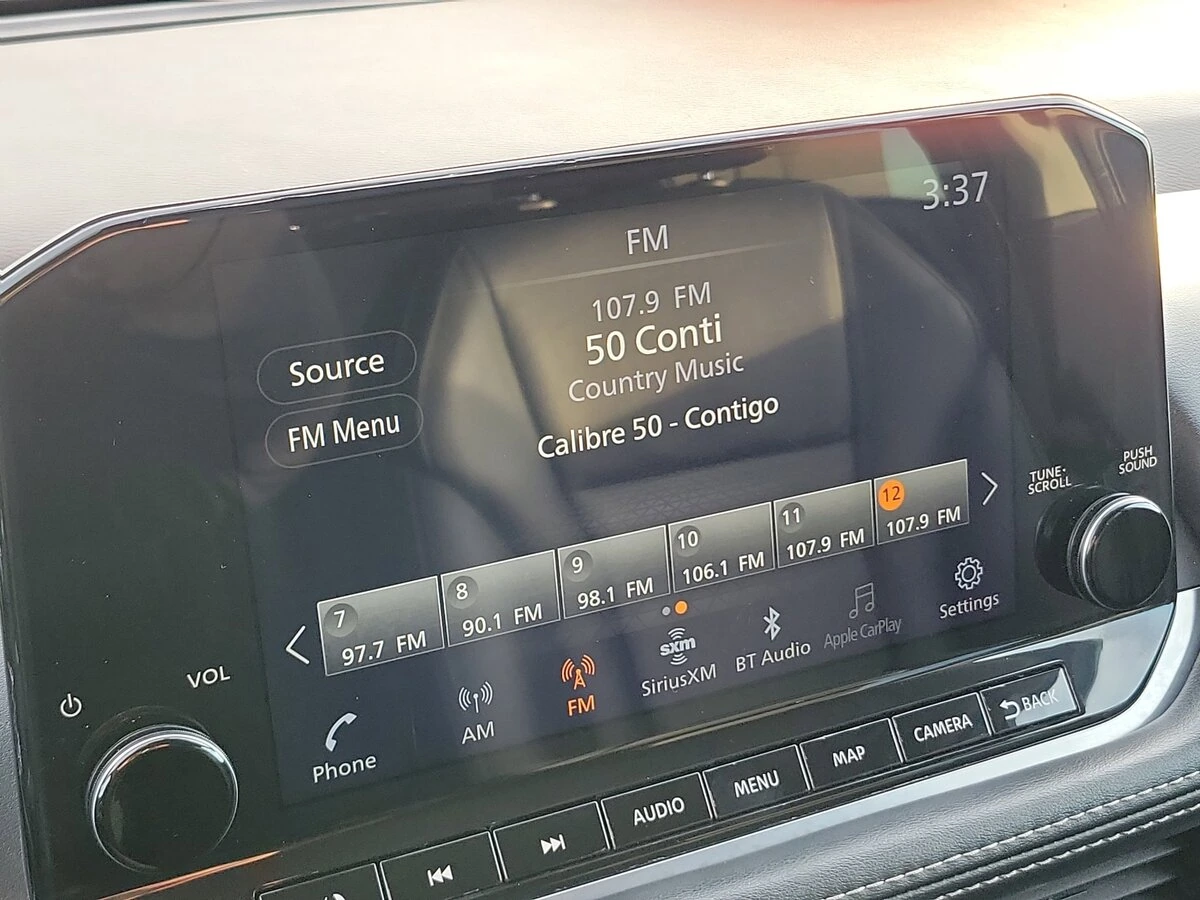 3:37
FM
107.9 FM
50 Conti
Country Music
Calibre 50 - Contigo
Source
FM Menu
7
97.7 FM
8
90.1 FM
9
98.1 FM
10
106.1 FM
11
107.9 FM
12
107.9 FM
TUNE·
SCROLL
PUSH
SOUND
VOL
Phone
AM
FM
sxm
SiriusXM
BT Audio
Apple CarPlay
Settings
AUDIO
MENU
MAP
CAMERA
BACK